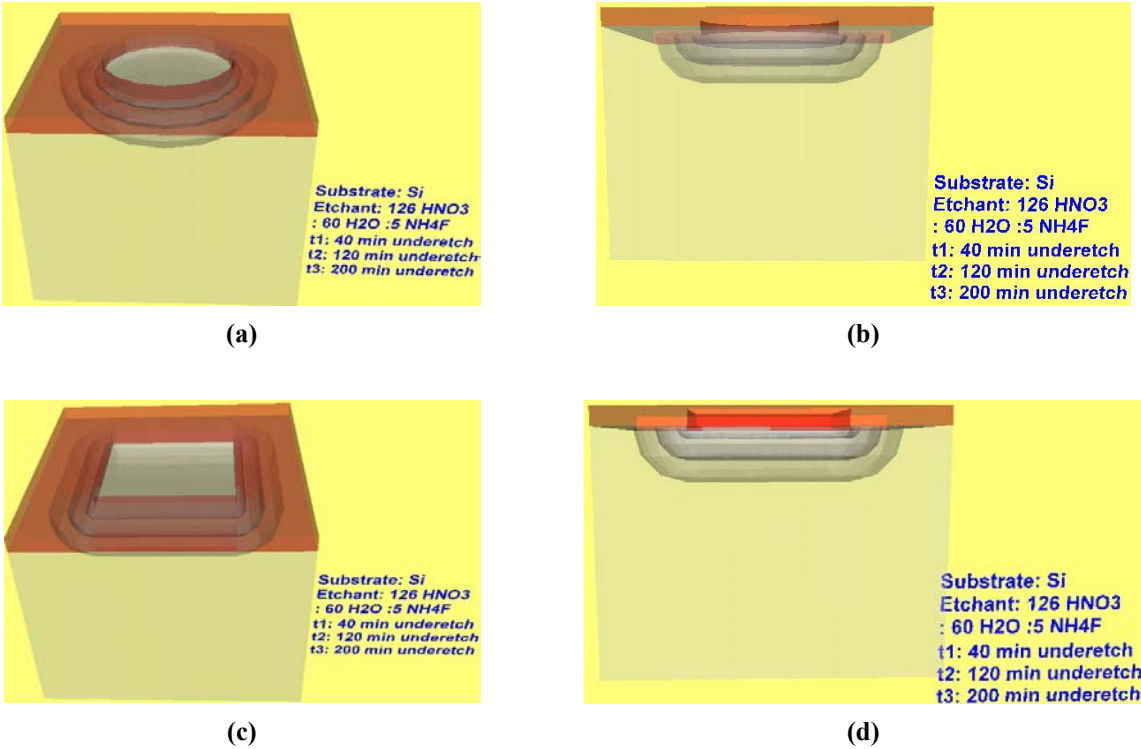 Substrate: Si
Etchant: 126 HNO3
: 60 H2O :5 NH4F
t1: 40 min underetch
t2: 120 min underetch
t3: 200 min underetch
(a)
Substrate: Si
Etchant: 126 HNO3
: 60 H2O :5 NH4F
t1: 40 min underetch
t2: 120 min underetch
t3: 200 min underetch
(b)
Substrate: Si
Etchant: 126 HNO3
: 60 H2O :5 NH4F
t1: 40 min underetch
t2: 120 min underetch
t3: 200 min underetch
(c)
Substrate: Si
Etchant: 126 HNO3
: 60 H2O :5 NH4F
t1: 40 min underetch
t2: 120 min underetch
t3: 200 min underetch
(d)